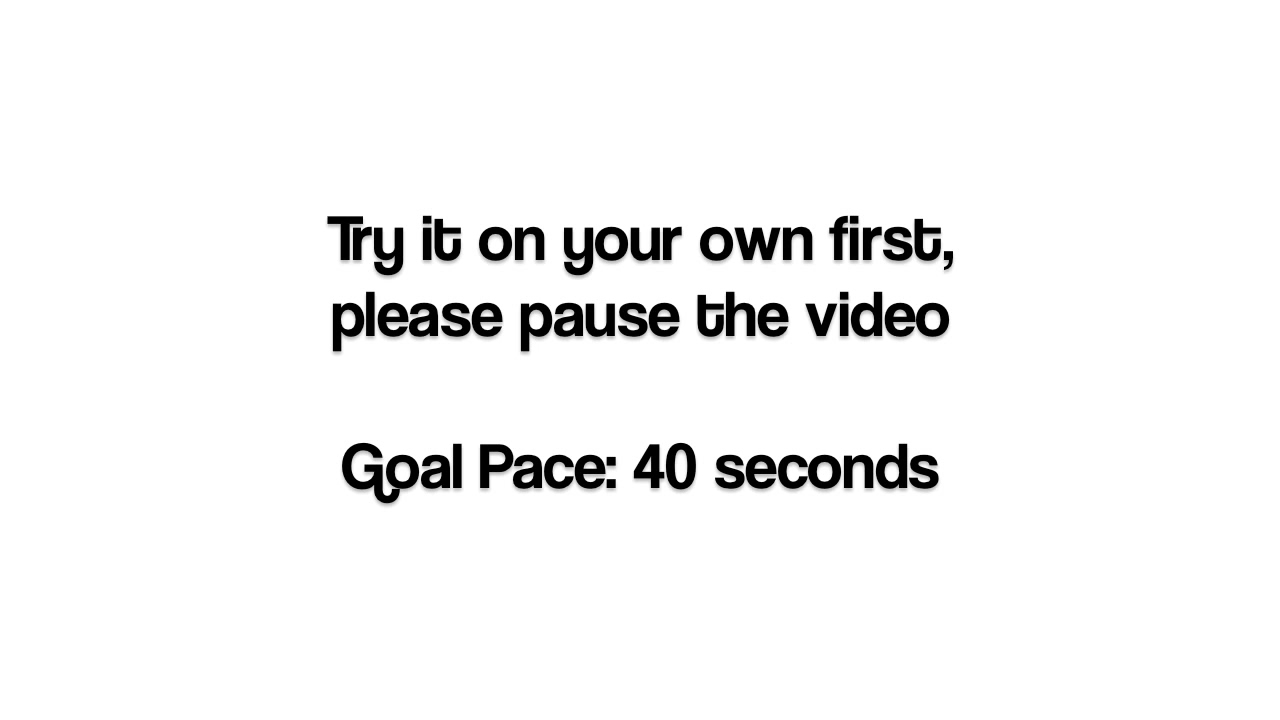 Try it on your own first,
please pause the video
Goal Pace: 40 seconds